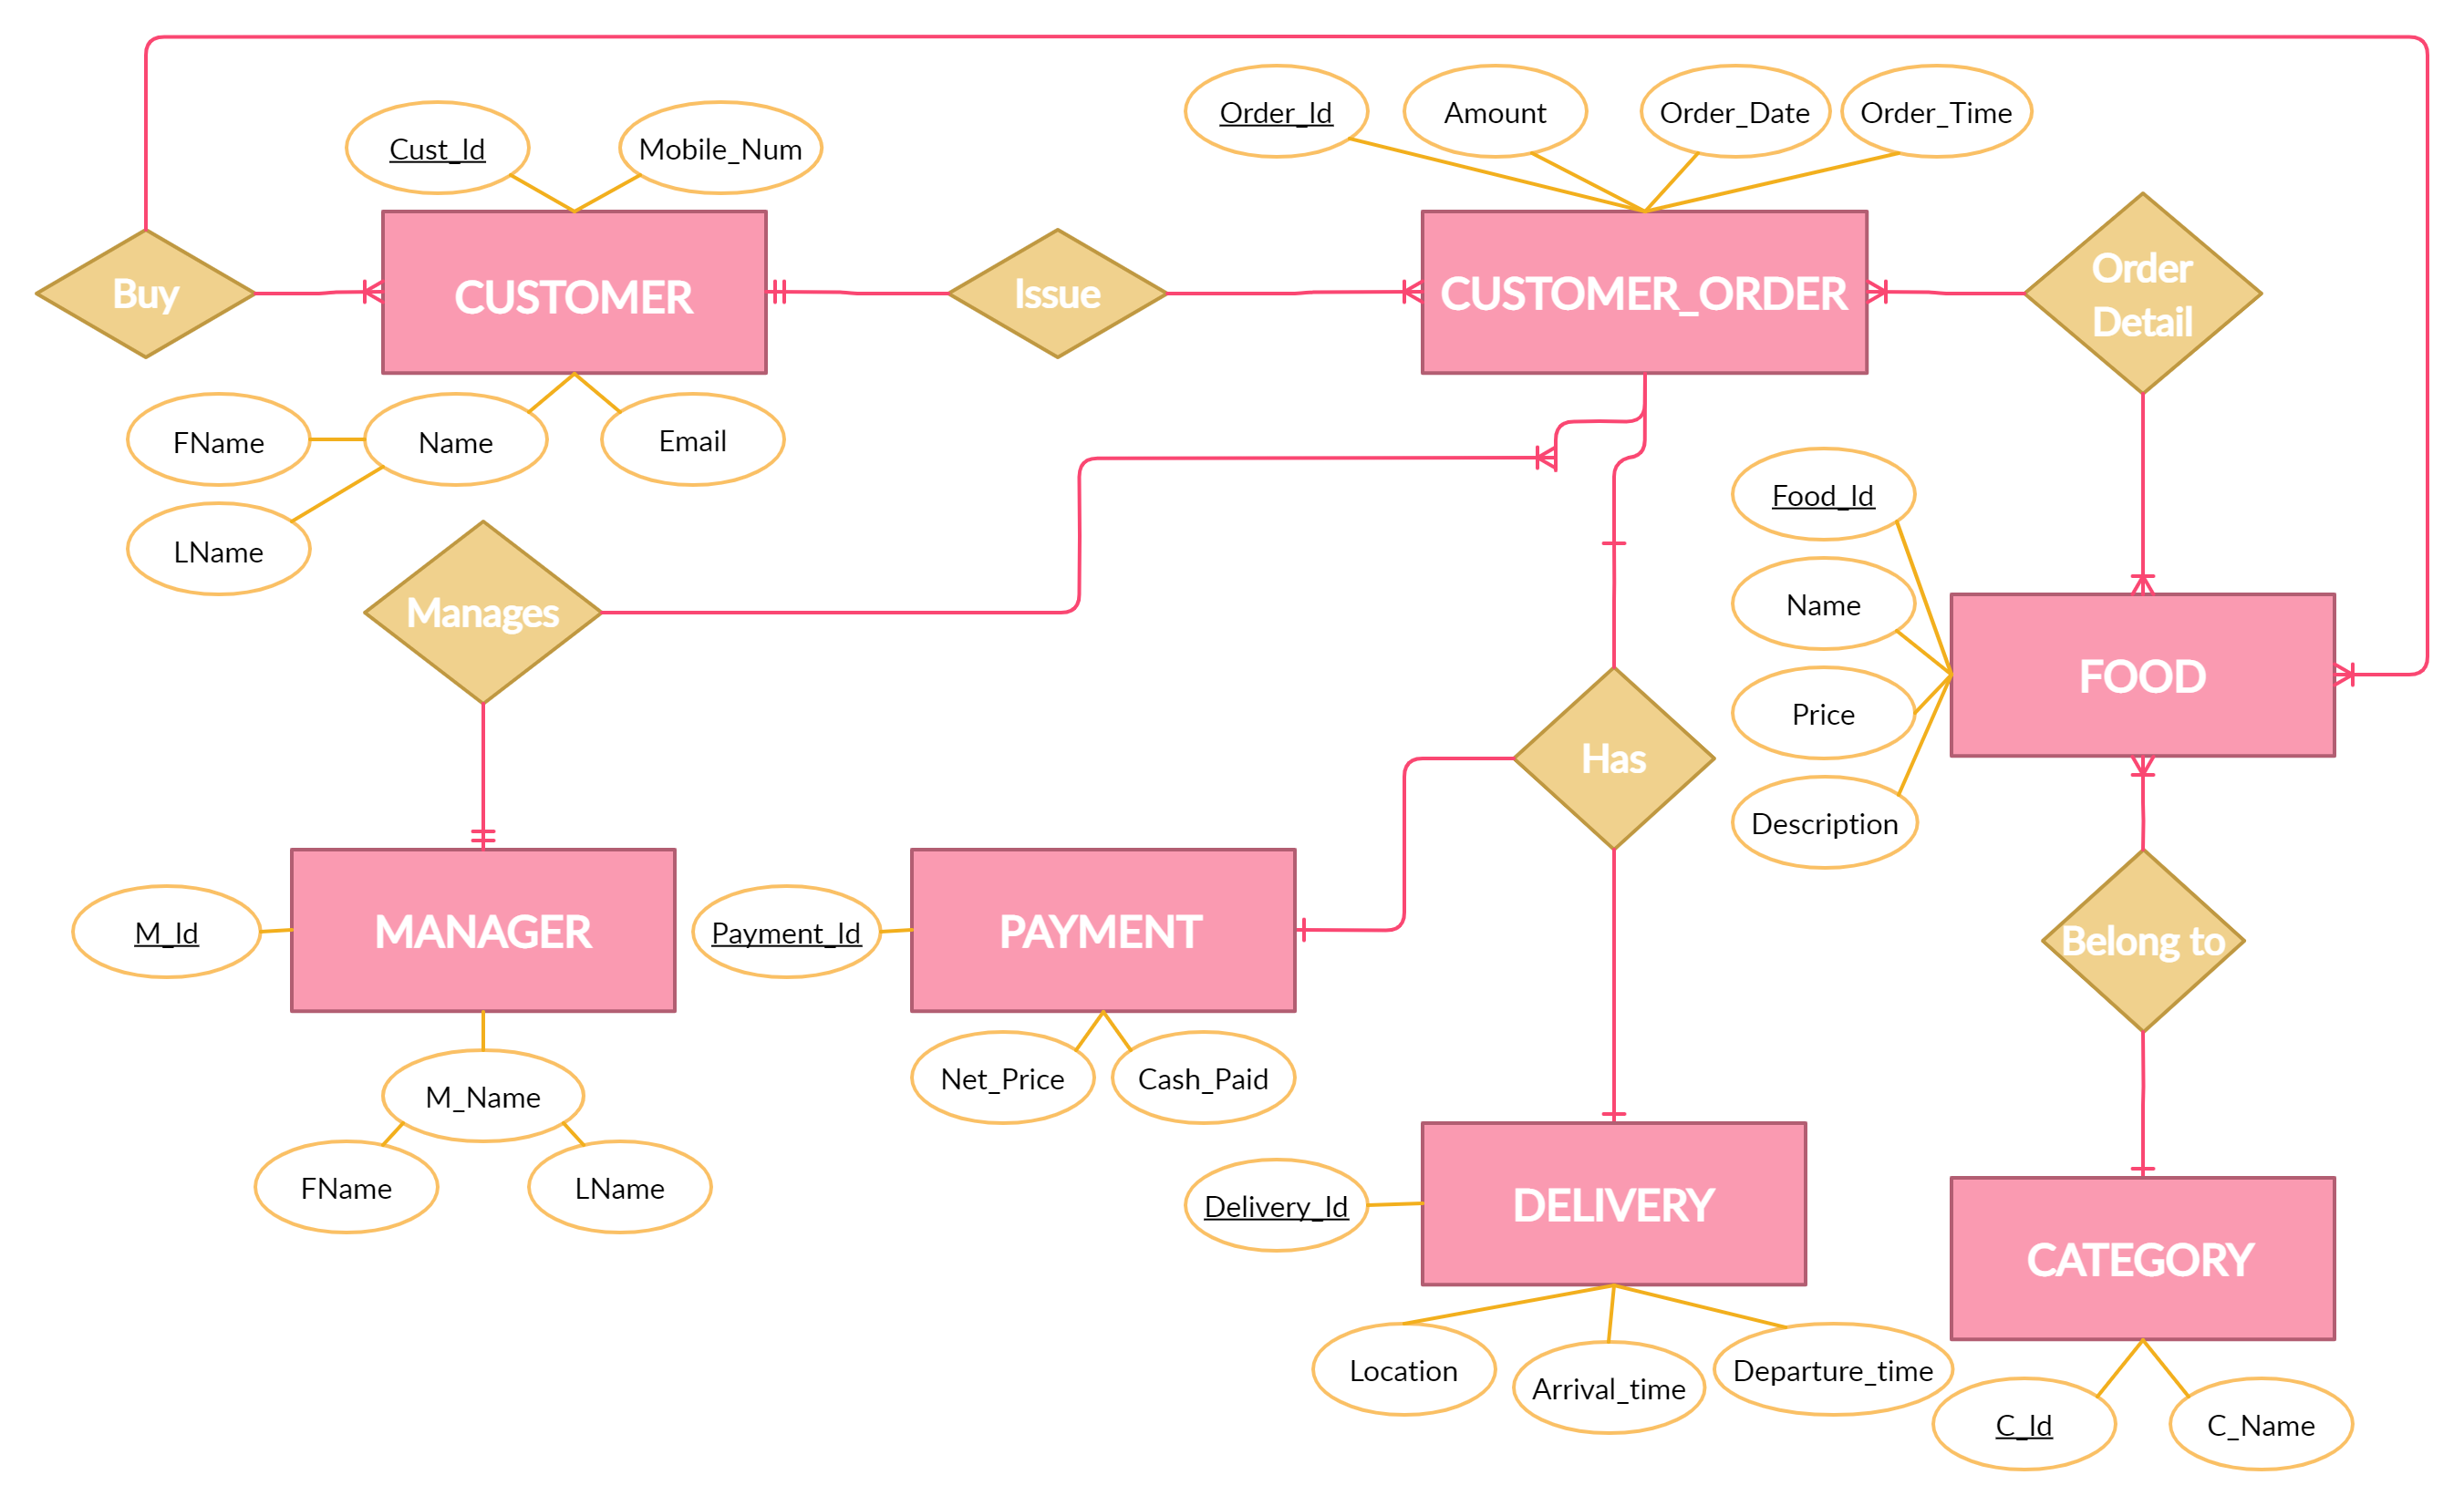 Order_Id
Amount
Order_Date
Order_Time
Cust_Id
Mobile_Num
Buy
CUSTOMER
Issue
CUSTOMER_ORDER
Order
Detail
FName
Name
Email
LName
Food_Id
Manages
Name
FOOD
Price
Has
Description
M_Id
MANAGER
Payment_Id
PAYMENT
Belong to
Net_Price
Cash_Paid
M_Name
FName
LName
Delivery_Id
DELIVERY
CATEGORY
Location
Arrival_time
Departure_time
C_Id
C_Name